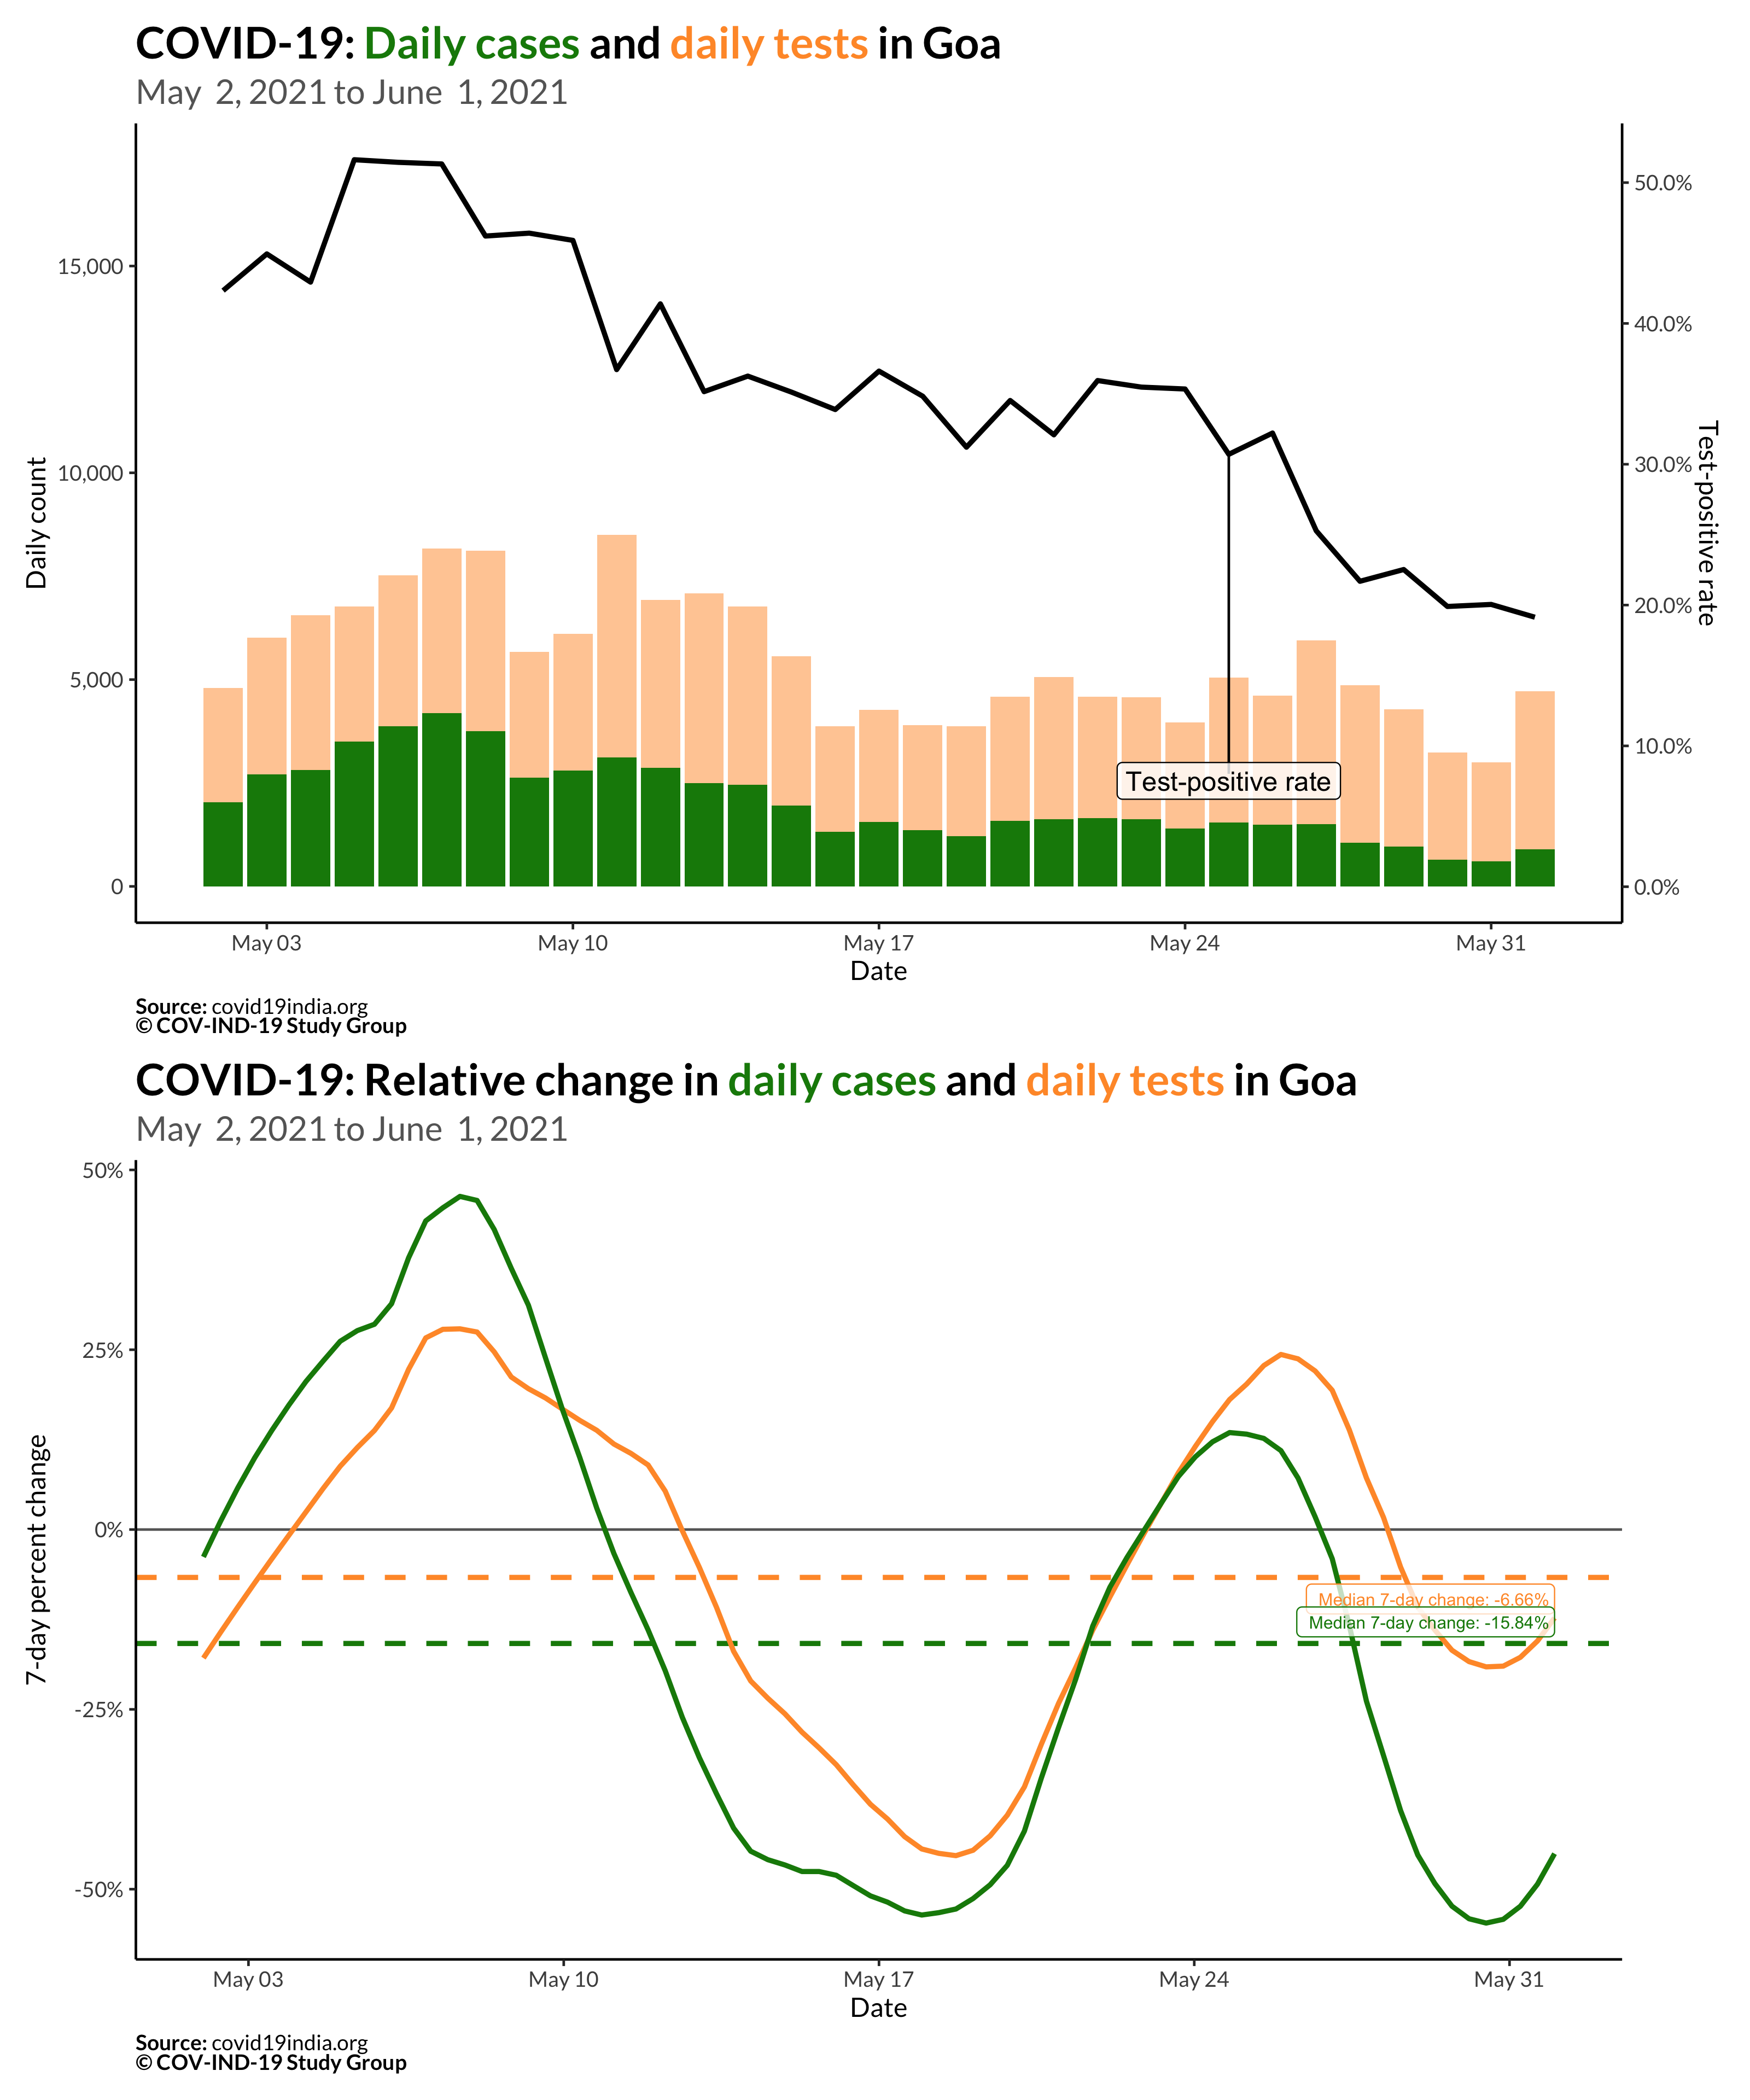 COVID-19: Daily cases and daily tests in Goa
May 2, 2021 to June 1, 2021
15,000
10,000
5,000
0
Daily count
50.0%
40.0%
30.0%
20.0%
10.0%
0.0%
Test-positive rate
Test-positive rate
May 03
May 10
May 17
May 24
May 31
Date
Source: covid19india.org
© COV-IND-19 Study Group
COVID-19: Relative change in daily cases and daily tests in Goa
May 2, 2021 to June 1, 2021
50%
25%
0%
-25%
-50%
7-day percent change
Median 7-day change: -6.66%
Median 7-day change: -15.84%
May 03
May 10
May 17
May 24
May 31
Date
Source: covid19india.org
© COV-IND-19 Study Group